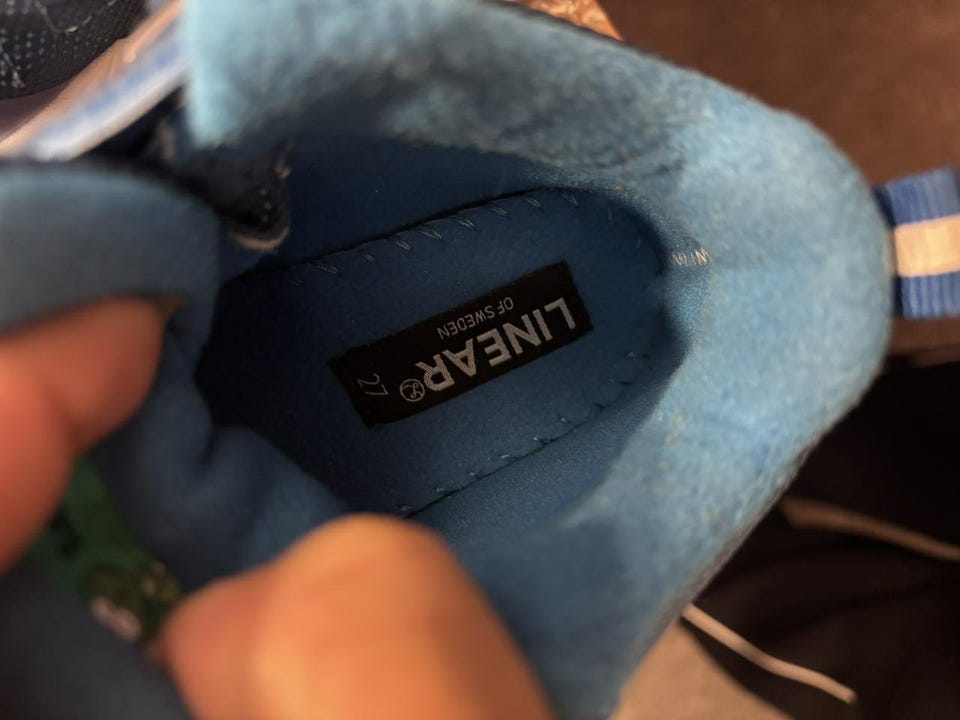 LINEAR
OF SWEDEN
27